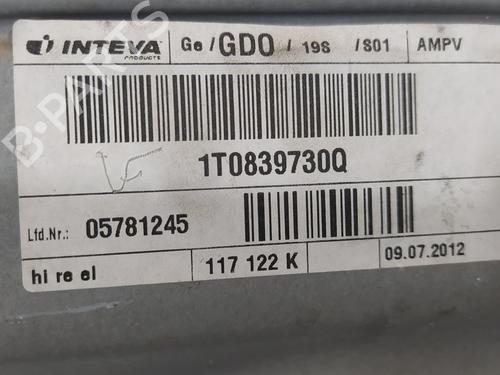 INTEVA Ge/GDO/ 19S /S01 AMPV
PRODUCTS
1T0839730Q
Lfd.Nr.: 05781245
hi re el 117 122 K 09.07.2012
B-PARTS